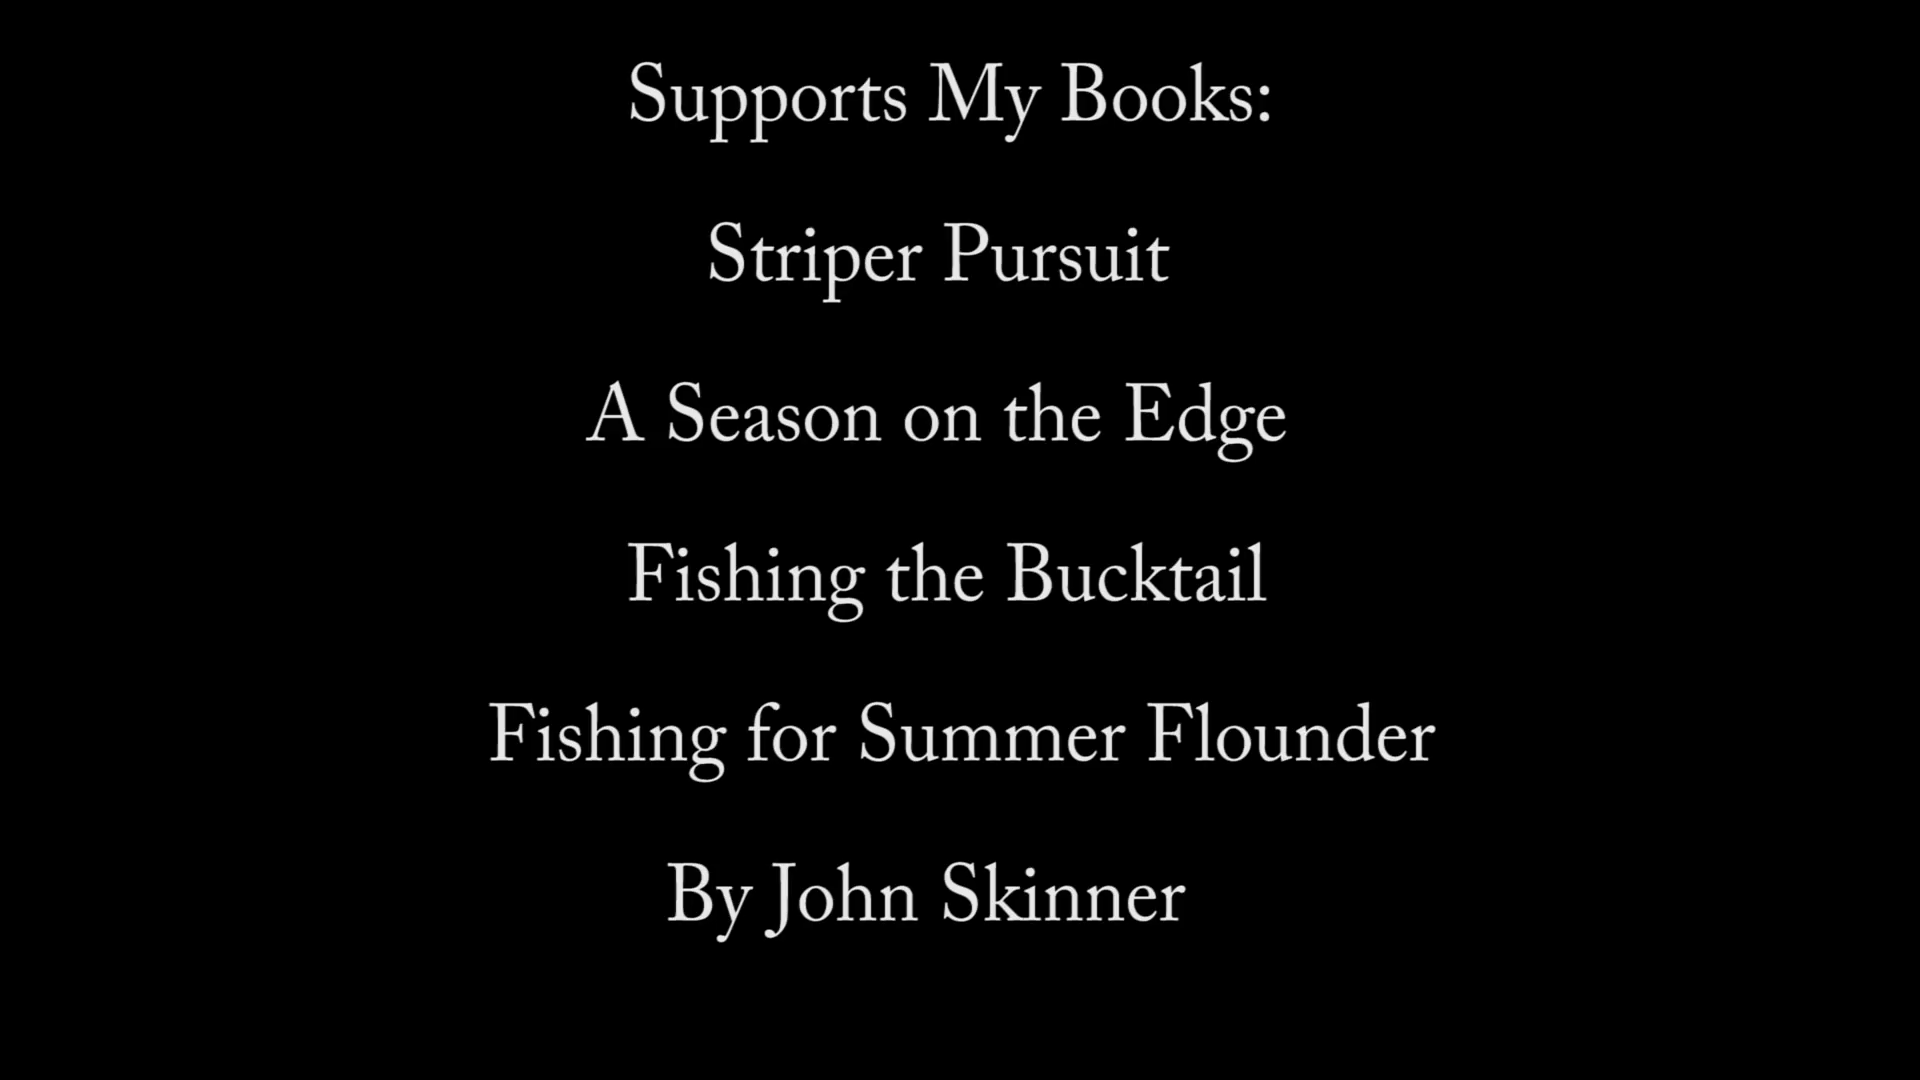 Supports My Books:
Striper Pursuit
A Season on the Edge
Fishing the Bucktail
Fishing for Summer Flounder
By John Skinner